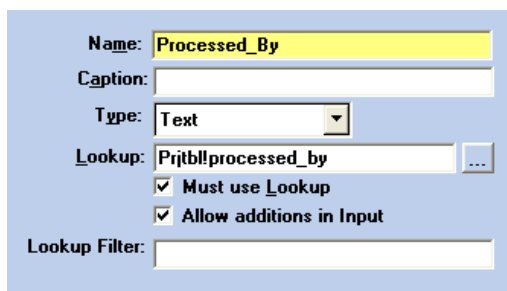 Name: Processed_By
Caption:
Type: Text
Lookup: Prjtbl!processed_by ...
Must use Lookup
Allow additions in Input
Lookup Filter: